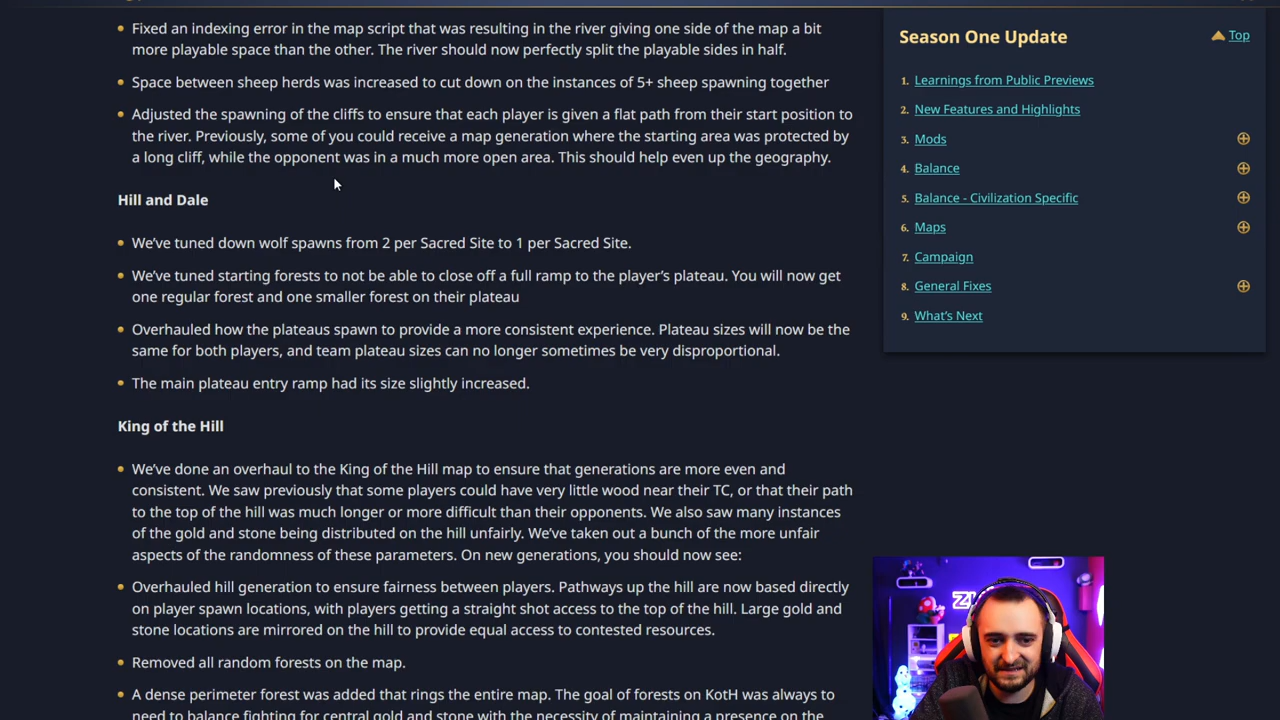 Fixed an indexing error in the map script that was resulting in the river giving one side of the map a bit
more playable space than the other. The river should now perfectly split the playable sides in half.
Space between sheep herds was increased to cut down on the instances of 5+ sheep spawning together
Adjusted the spawning of the cliffs to ensure that each player is given a flat path from their start position to
the river. Previously, some of you could receive a map generation where the starting area was protected by
a long cliff, while the opponent was in a much more open area. This should help even up the geography.
Hill and Dale
We've tuned down wolf spawns from 2 per Sacred Site to 1 per Sacred Site.
We've tuned starting forests to not be able to close off a full ramp to the player's plateau. You will now get
one regular forest and one smaller forest on their plateau
Overhauled how the plateaus spawn to provide a more consistent experience. Plateau sizes will now be the
same for both players, and team plateau sizes can no longer sometimes be very disproportional.
The main plateau entry ramp had its size slightly increased.
King of the Hill
We've done an overhaul to the King of the Hill map to ensure that generations are more even and
consistent. We saw previously that some players could have very little wood near their TC, or that their path
to the top of the hill was much longer or more difficult than their opponents. We also saw many instances
of the gold and stone being distributed on the hill unfairly. We've taken out a bunch of the more unfair
aspects of the randomness of these parameters. On new generations, you should now see:
Overhauled hill generation to ensure fairness between players. Pathways up the hill are now based directly
on player spawn locations, with players getting a straight shot access to the top of the hill. Large gold and
stone locations are mirrored on the hill to provide equal access to contested resources.
Removed all random forests on the map.
A dense perimeter forest was added that rings the entire map. The goal of forests on KotH was always to
need to balance fighting for central gold and stone with the necessity of maintaining a presence on the
Season One Update
Top
1. Learnings from Public Previews
2. New Features and Highlights
3. Mods
4. Balance
5. Balance - Civilization Specific
6. Maps
7. Campaign
8. General Fixes
9. What's Next